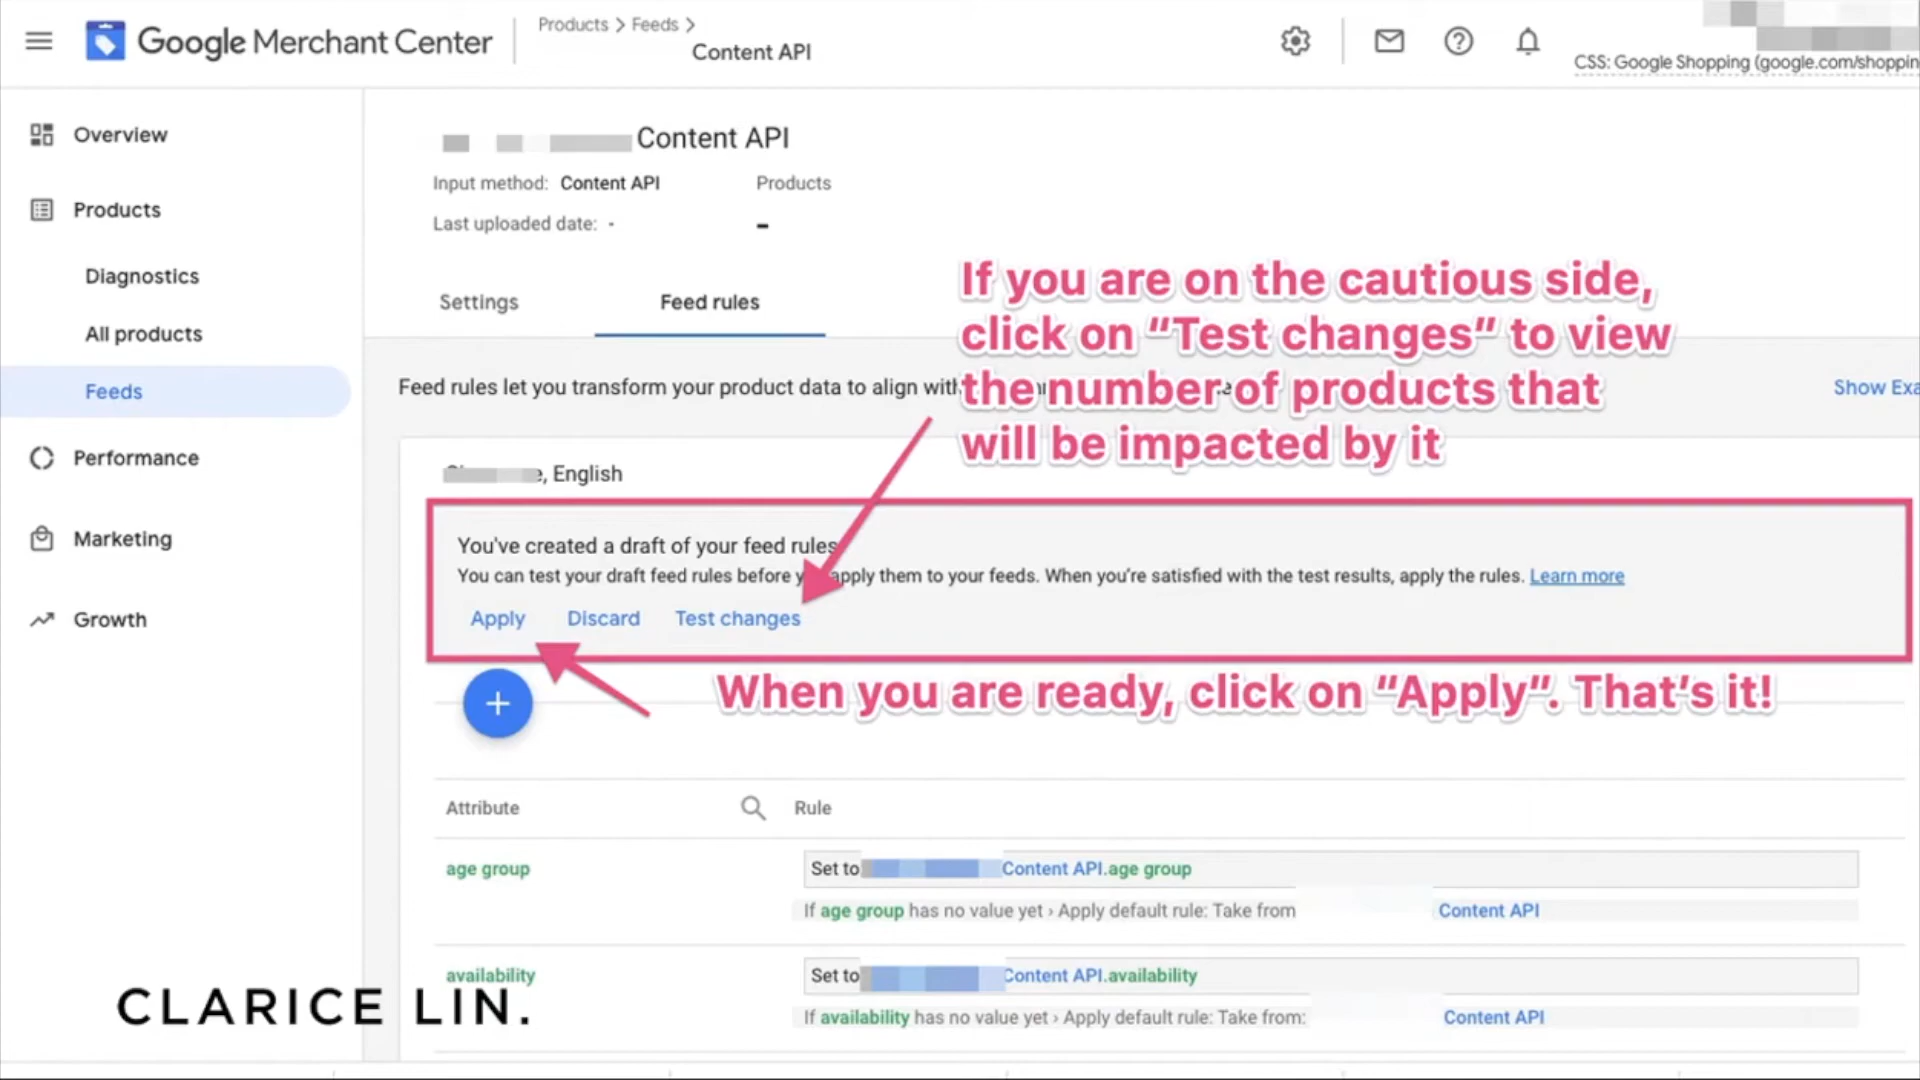 Google Merchant Center
Products > Feeds >
Content API
CSS: Google Shopping (google.com/shoppin
Overview
Products
Diagnostics
All products
Feeds
Performance
Marketing
Growth
Content API
Input method: Content API
Products
Last uploaded date: -
–
Settings
Feed rules
If you are on the cautious side,
click on “Test changes” to view
the number of products that
will be impacted by it
Feed rules let you transform your product data to align with
Show Exa
, English
You've created a draft of your feed rules
You can test your draft feed rules before you apply them to your feeds. When you’re satisfied with the test results, apply the rules. Learn more
Apply
Discard
Test changes
+
When you are ready, click on “Apply”. That’s it!
Attribute
Rule
age group
Set to Content API.age group
If age group has no value yet › Apply default rule: Take from Content API
availability
Set to Content API.availability
If availability has no value yet › Apply default rule: Take from: Content API
CLARICE LIN.